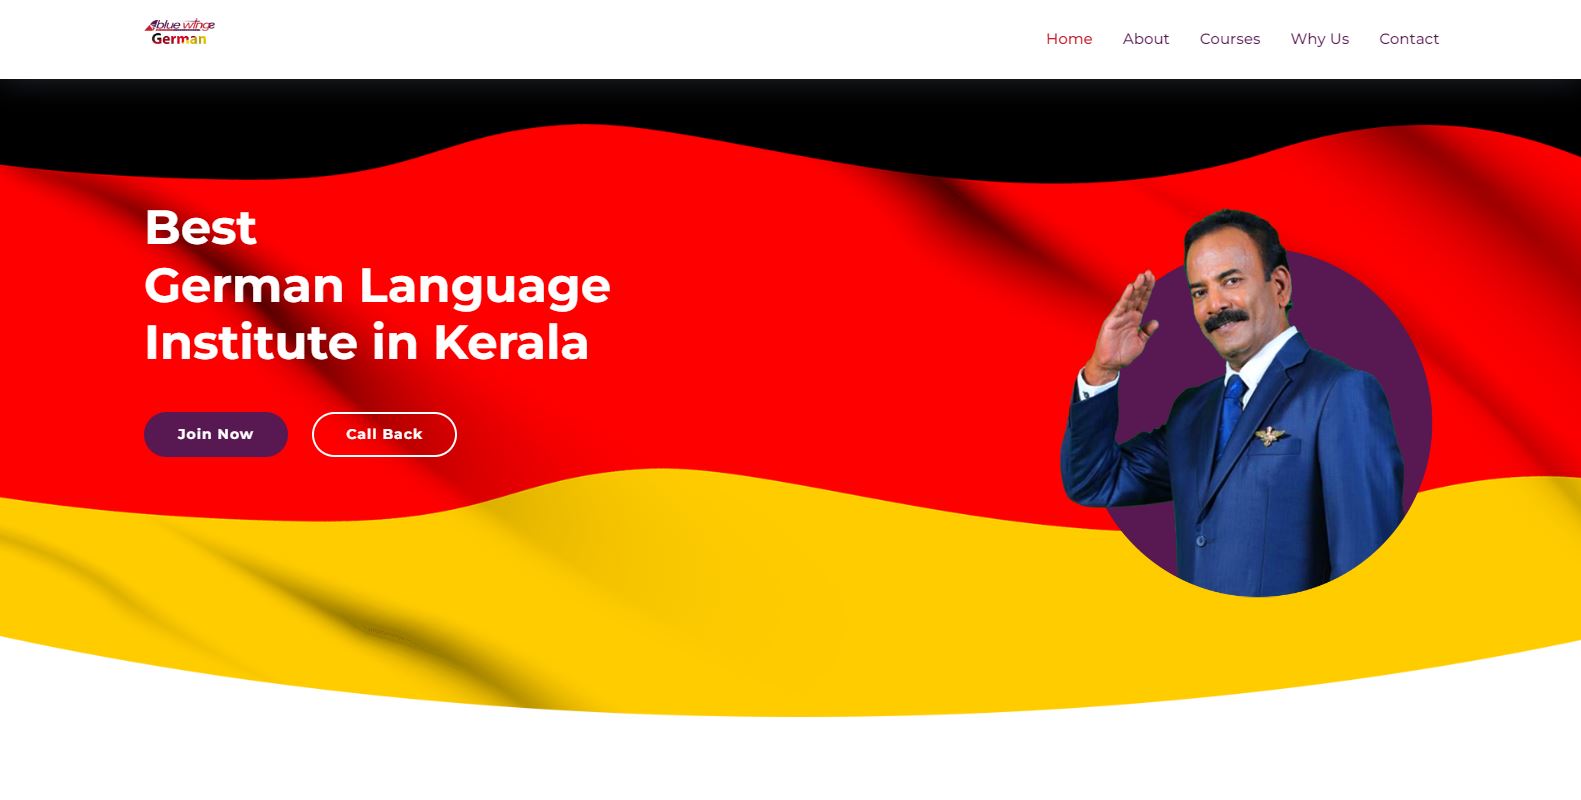 blue wings
German
Home About Courses Why Us Contact
Best
German Language
Institute in Kerala
Join Now Call Back